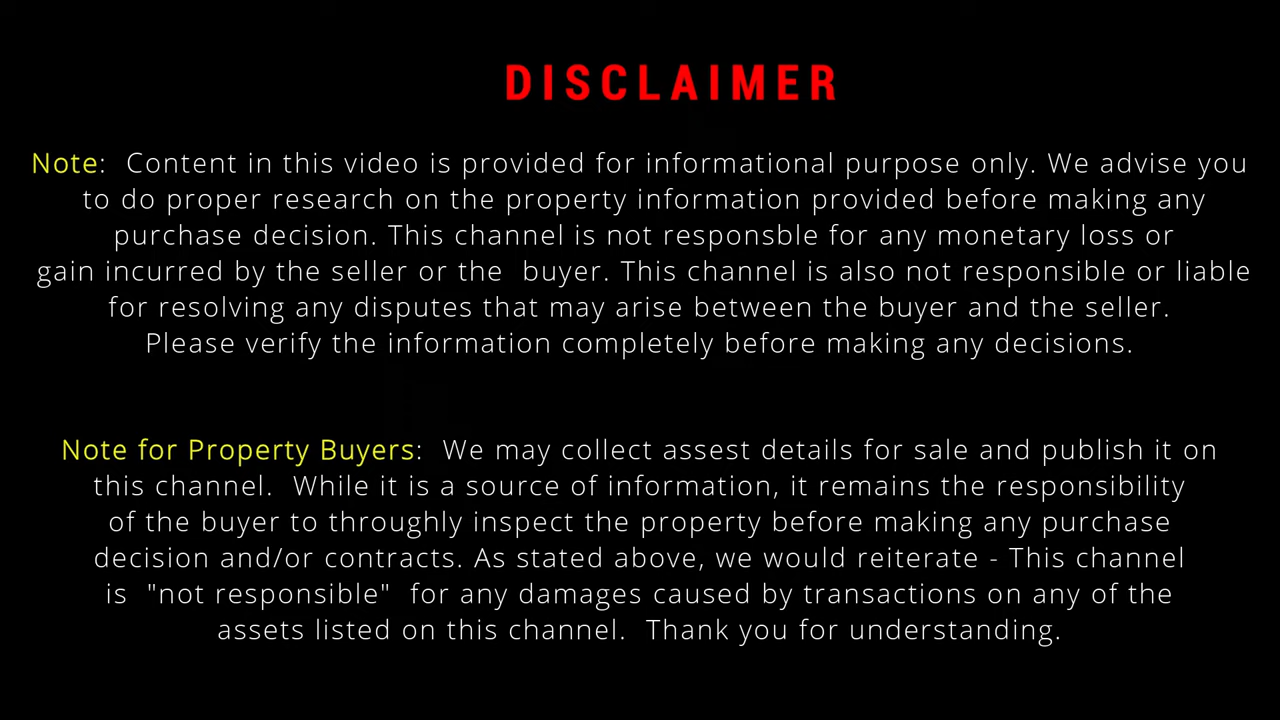 DISCLAIMER
Note:  Content in this video is provided for informational purpose only. We advise you
to do proper research on the property information provided before making any
purchase decision. This channel is not responsble for any monetary loss or
gain incurred by the seller or the  buyer. This channel is also not responsible or liable
for resolving any disputes that may arise between the buyer and the seller.
Please verify the information completely before making any decisions.
Note for Property Buyers:  We may collect assest details for sale and publish it on
this channel.  While it is a source of information, it remains the responsibility
of the buyer to throughly inspect the property before making any purchase
decision and/or contracts. As stated above, we would reiterate - This channel
is  "not responsible"  for any damages caused by transactions on any of the
assets listed on this channel.  Thank you for understanding.